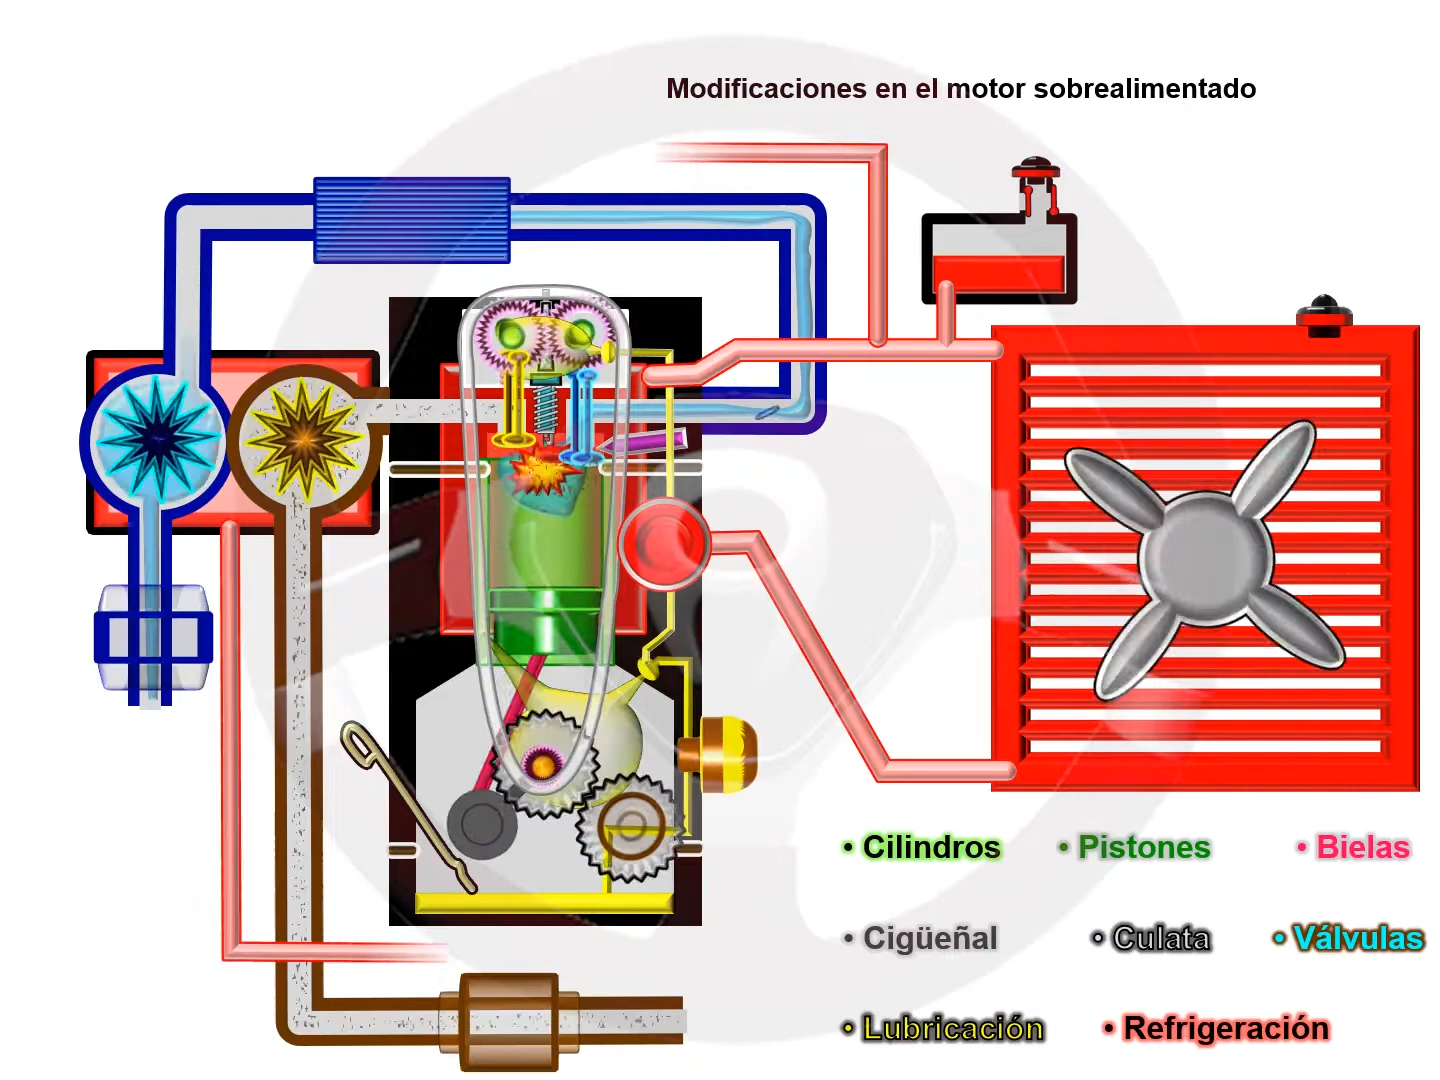 Modificaciones en el motor sobrealimentado
• Cilindros • Pistones • Bielas
• Cigüeñal • Culata • Válvulas
• Lubricación • Refrigeración